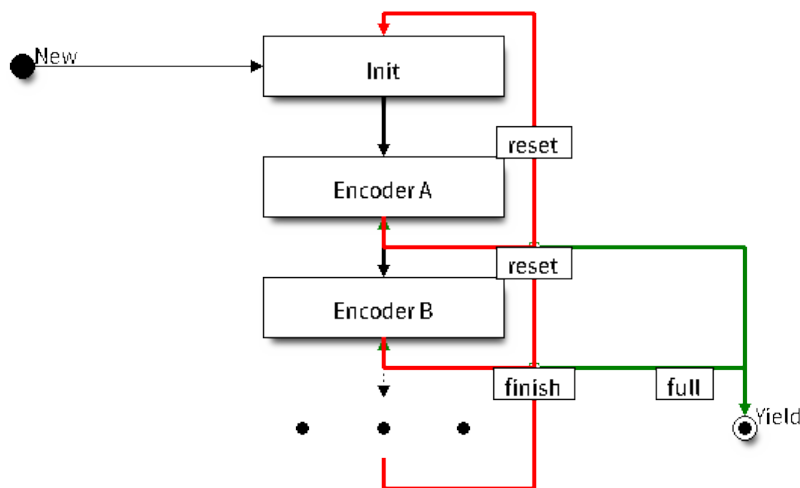 New
Init
reset
Encoder A
reset
Encoder B
finish
full
Yield